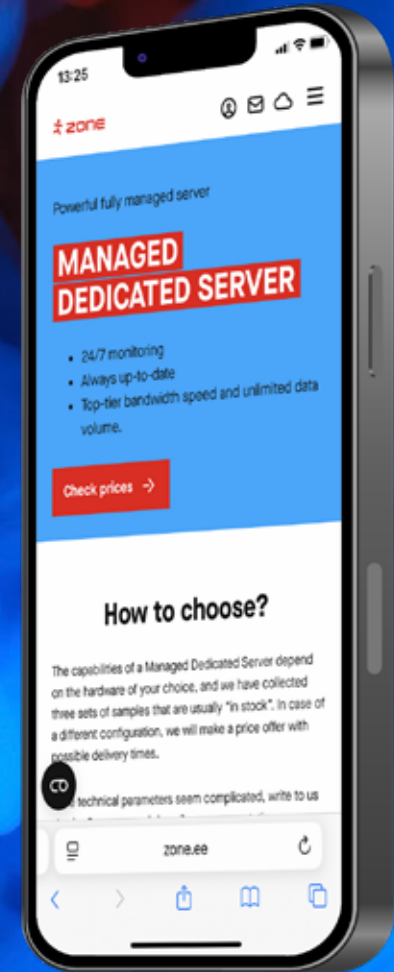 13:25
zone
Powerful fully managed server
MANAGED
DEDICATED SERVER
• 24/7 monitoring
• Always up-to-date
• Top-tier bandwidth speed and unlimited data
volume.
Check prices →
How to choose?
The capabilities of a Managed Dedicated Server depend
on the hardware of your choice, and we have collected
three sets of samples that are usually "in stock". In case of
a different configuration, we will make a price offer with
possible delivery times.
technical parameters seem complicated, write to us
zone.ee